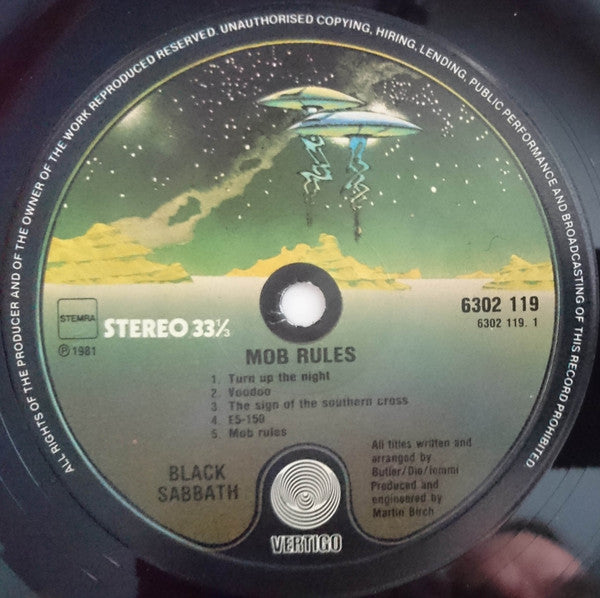 ALL RIGHTS OF THE PRODUCER AND OF THE OWNER OF THE WORK REPRODUCED RESERVED. UNAUTHORISED COPYING, HIRING, LENDING, PUBLIC PERFORMANCE AND BROADCASTING OF THIS RECORD PROHIBITED
STEMRA
STEREO 33⅓
℗ 1981
6302 119
6302 119. 1
MOB RULES
1. Turn up the night
2. Voodoo
3. The sign of the southern cross
4. E5-150
5. Mob rules
BLACK
SABBATH
All titles written and
arranged by
Butler/Dio/Iommi
Produced and
engineered by
Martin Birch
VERTIGO